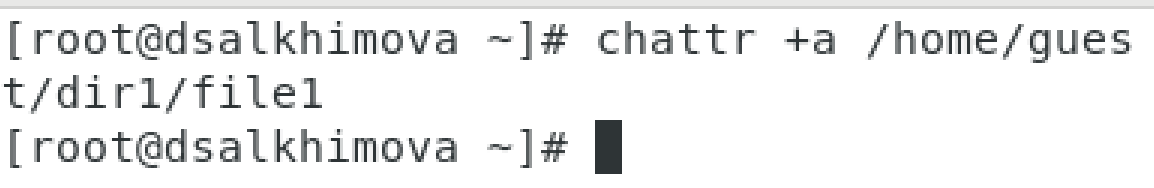 [root@dsalkhimova ~]# chattr +a /home/gues
t/dir1/file1
[root@dsalkhimova ~]#